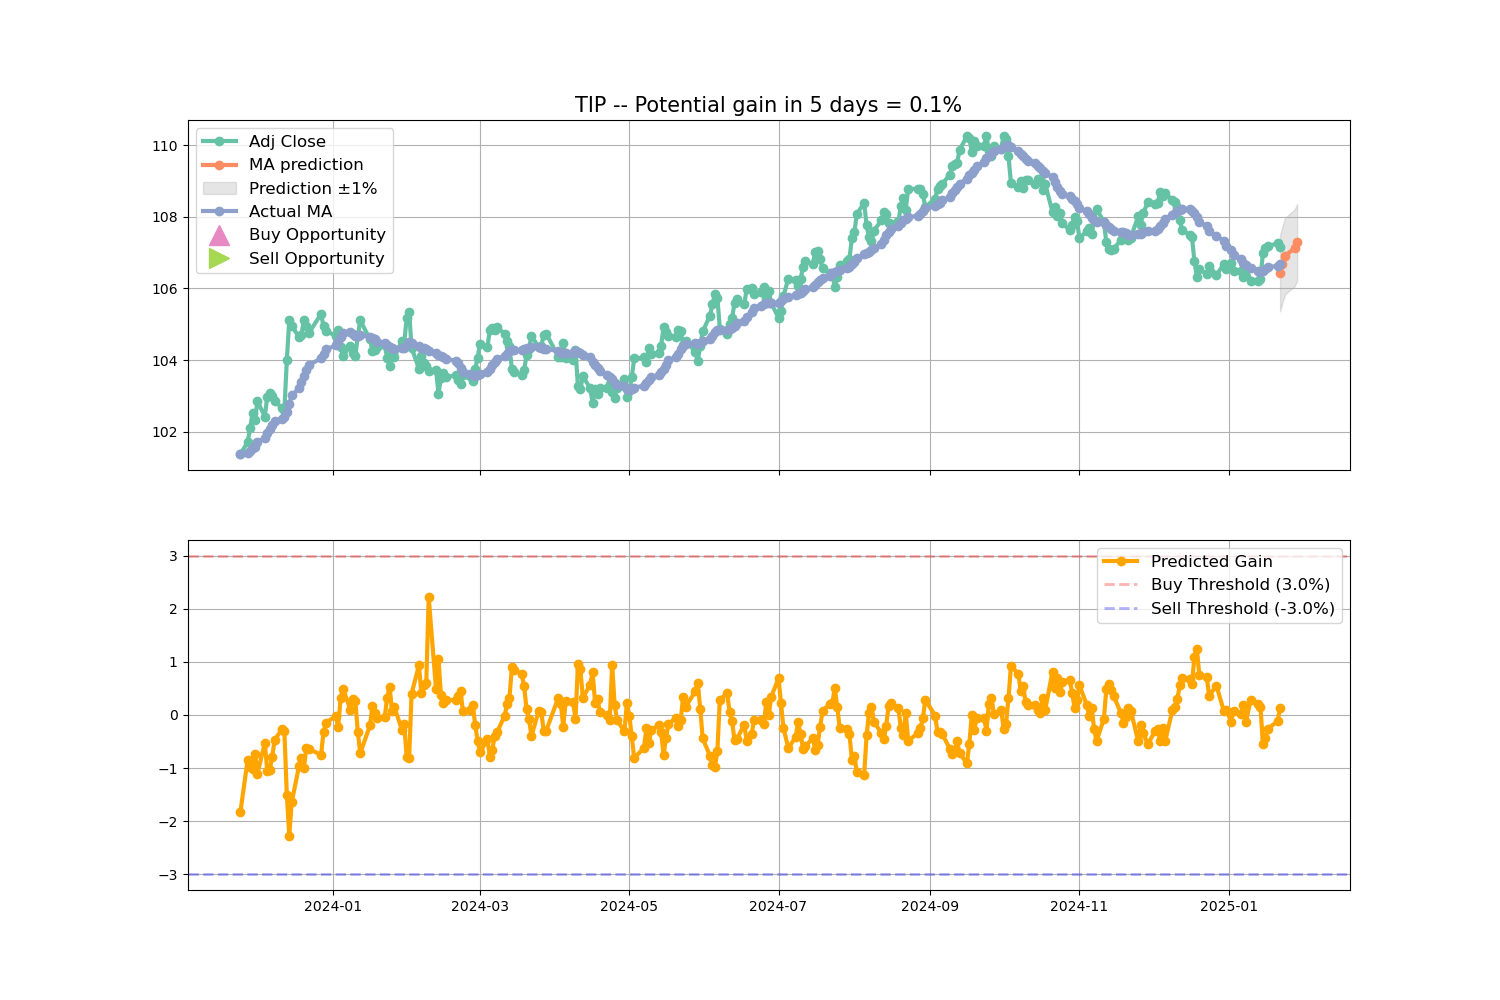 TIP -- Potential gain in 5 days = 0.1%
Adj Close
MA prediction
Prediction ±1%
Actual MA
Buy Opportunity
Sell Opportunity
110
108
106
104
102
Predicted Gain
Buy Threshold (3.0%)
Sell Threshold (-3.0%)
3
2
1
0
−1
−2
−3
2024-01
2024-03
2024-05
2024-07
2024-09
2024-11
2025-01